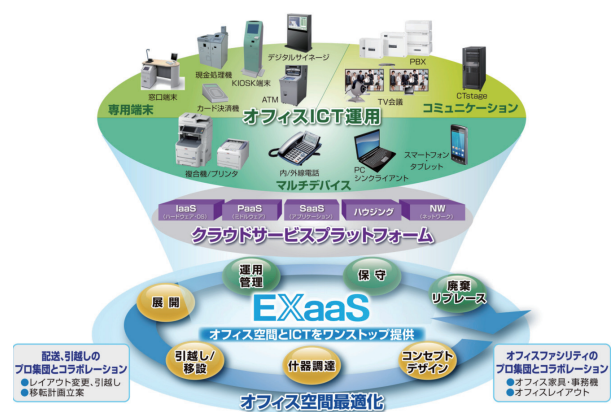 デジタルサイネージ
現金処理機
KIOSK端末
PBX
窓口端末
カード決済機
ATM
TV会議
CTstage
専用端末
コミュニケーション
オフィスICT運用
スマートフォン・
タブレット
複合機/プリンタ
内/外線電話
PC
シンクライアント
マルチデバイス
IaaS
(ハードウェア・OS)
PaaS
(ミドルウェア)
SaaS
(アプリケーション)
ハウジング
NW
(ネットワーク)
クラウドサービスプラットフォーム
運用
管理
保守
展開
廃棄
リプレース
EXaaS
オフィス空間とICTをワンストップ提供
引越し/
移設
什器調達
コンセプト
デザイン
配送、引越しの
プロ集団とコラボレーション
●レイアウト変更、引越し
●移転計画立案
オフィスファシリティの
プロ集団とコラボレーション
●オフィス家具・事務機
●オフィスレイアウト
オフィス空間最適化